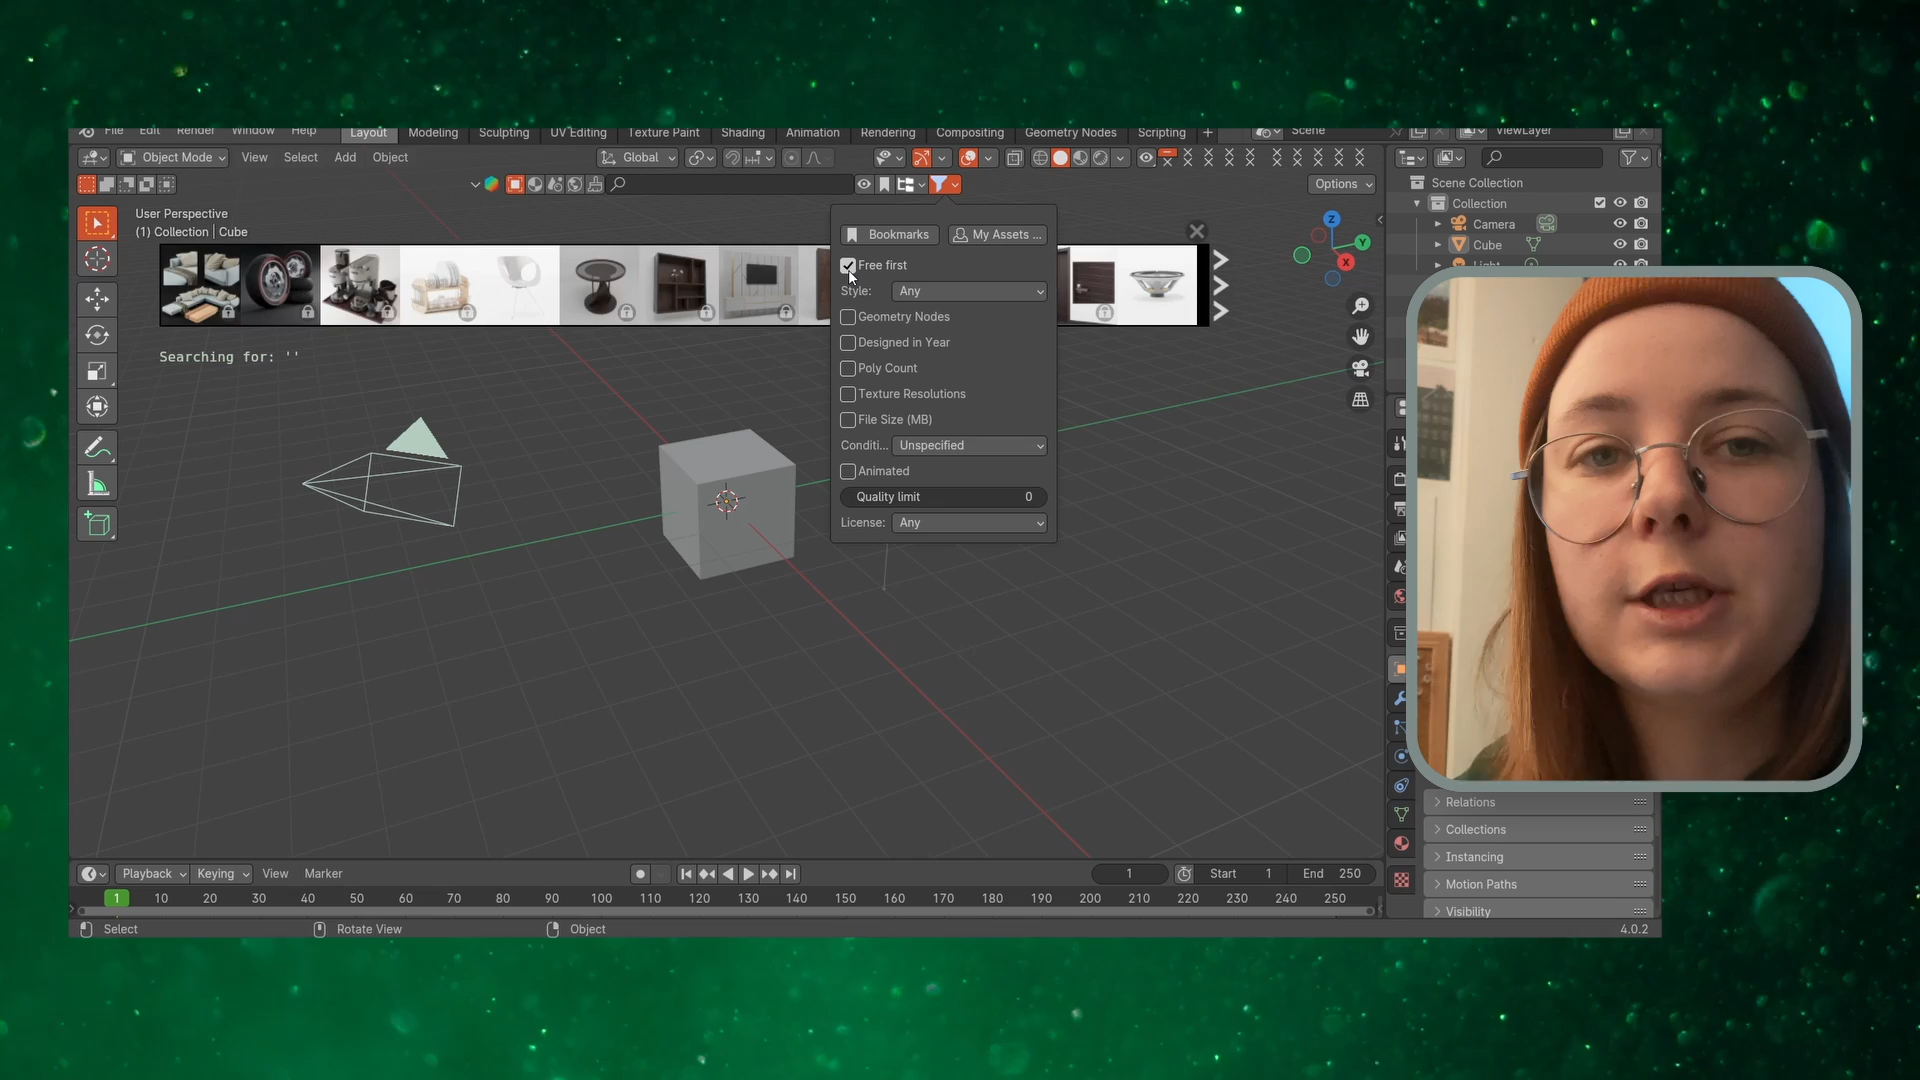 File Edit Render Window Help Layout Modeling Sculpting UV Editing Texture Paint Shading Animation Rendering Compositing Geometry Nodes Scripting + Scene ViewLayer
Object Mode View Select Add Object Global
Options
Scene Collection
Collection
Camera
Cube
Light
User Perspective
(1) Collection | Cube
Searching for: ''
Bookmarks My Assets ...
Free first
Style: Any
Geometry Nodes
Designed in Year
Poly Count
Texture Resolutions
File Size (MB)
Conditi... Unspecified
Animated
Quality limit 0
License: Any
Z
Y
X
Relations
Collections
Instancing
Motion Paths
Visibility
Playback Keying View Marker 1 Start 1 End 250
1 10 20 30 40 50 60 70 80 90 100 110 120 130 140 150 160 170 180 190 200 210 220 230 240 250
Select Rotate View Object 4.0.2